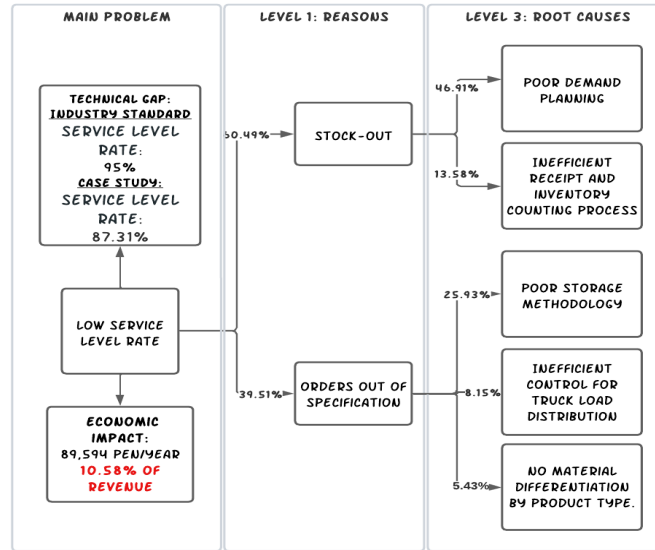 MAIN PROBLEM
LEVEL 1: REASONS
LEVEL 3: ROOT CAUSES
TECHNICAL GAP:
INDUSTRY STANDARD
SERVICE LEVEL
RATE:
95%
CASE STUDY:
SERVICE LEVEL
RATE:
87.31%
LOW SERVICE
LEVEL RATE
ECONOMIC
IMPACT:
89,594 PEN/YEAR
10.58% OF
REVENUE
60.49%
STOCK-OUT
39.51%
ORDERS OUT OF
SPECIFICATION
46.91%
POOR DEMAND
PLANNING
13.58%
INEFFICIENT
RECEIPT AND
INVENTORY
COUNTING PROCESS
25.93%
POOR STORAGE
METHODOLOGY
8.15%
INEFFICIENT
CONTROL FOR
TRUCK LOAD
DISTRIBUTION
5.43%
NO MATERIAL
DIFFERENTIATION
BY PRODUCT TYPE.